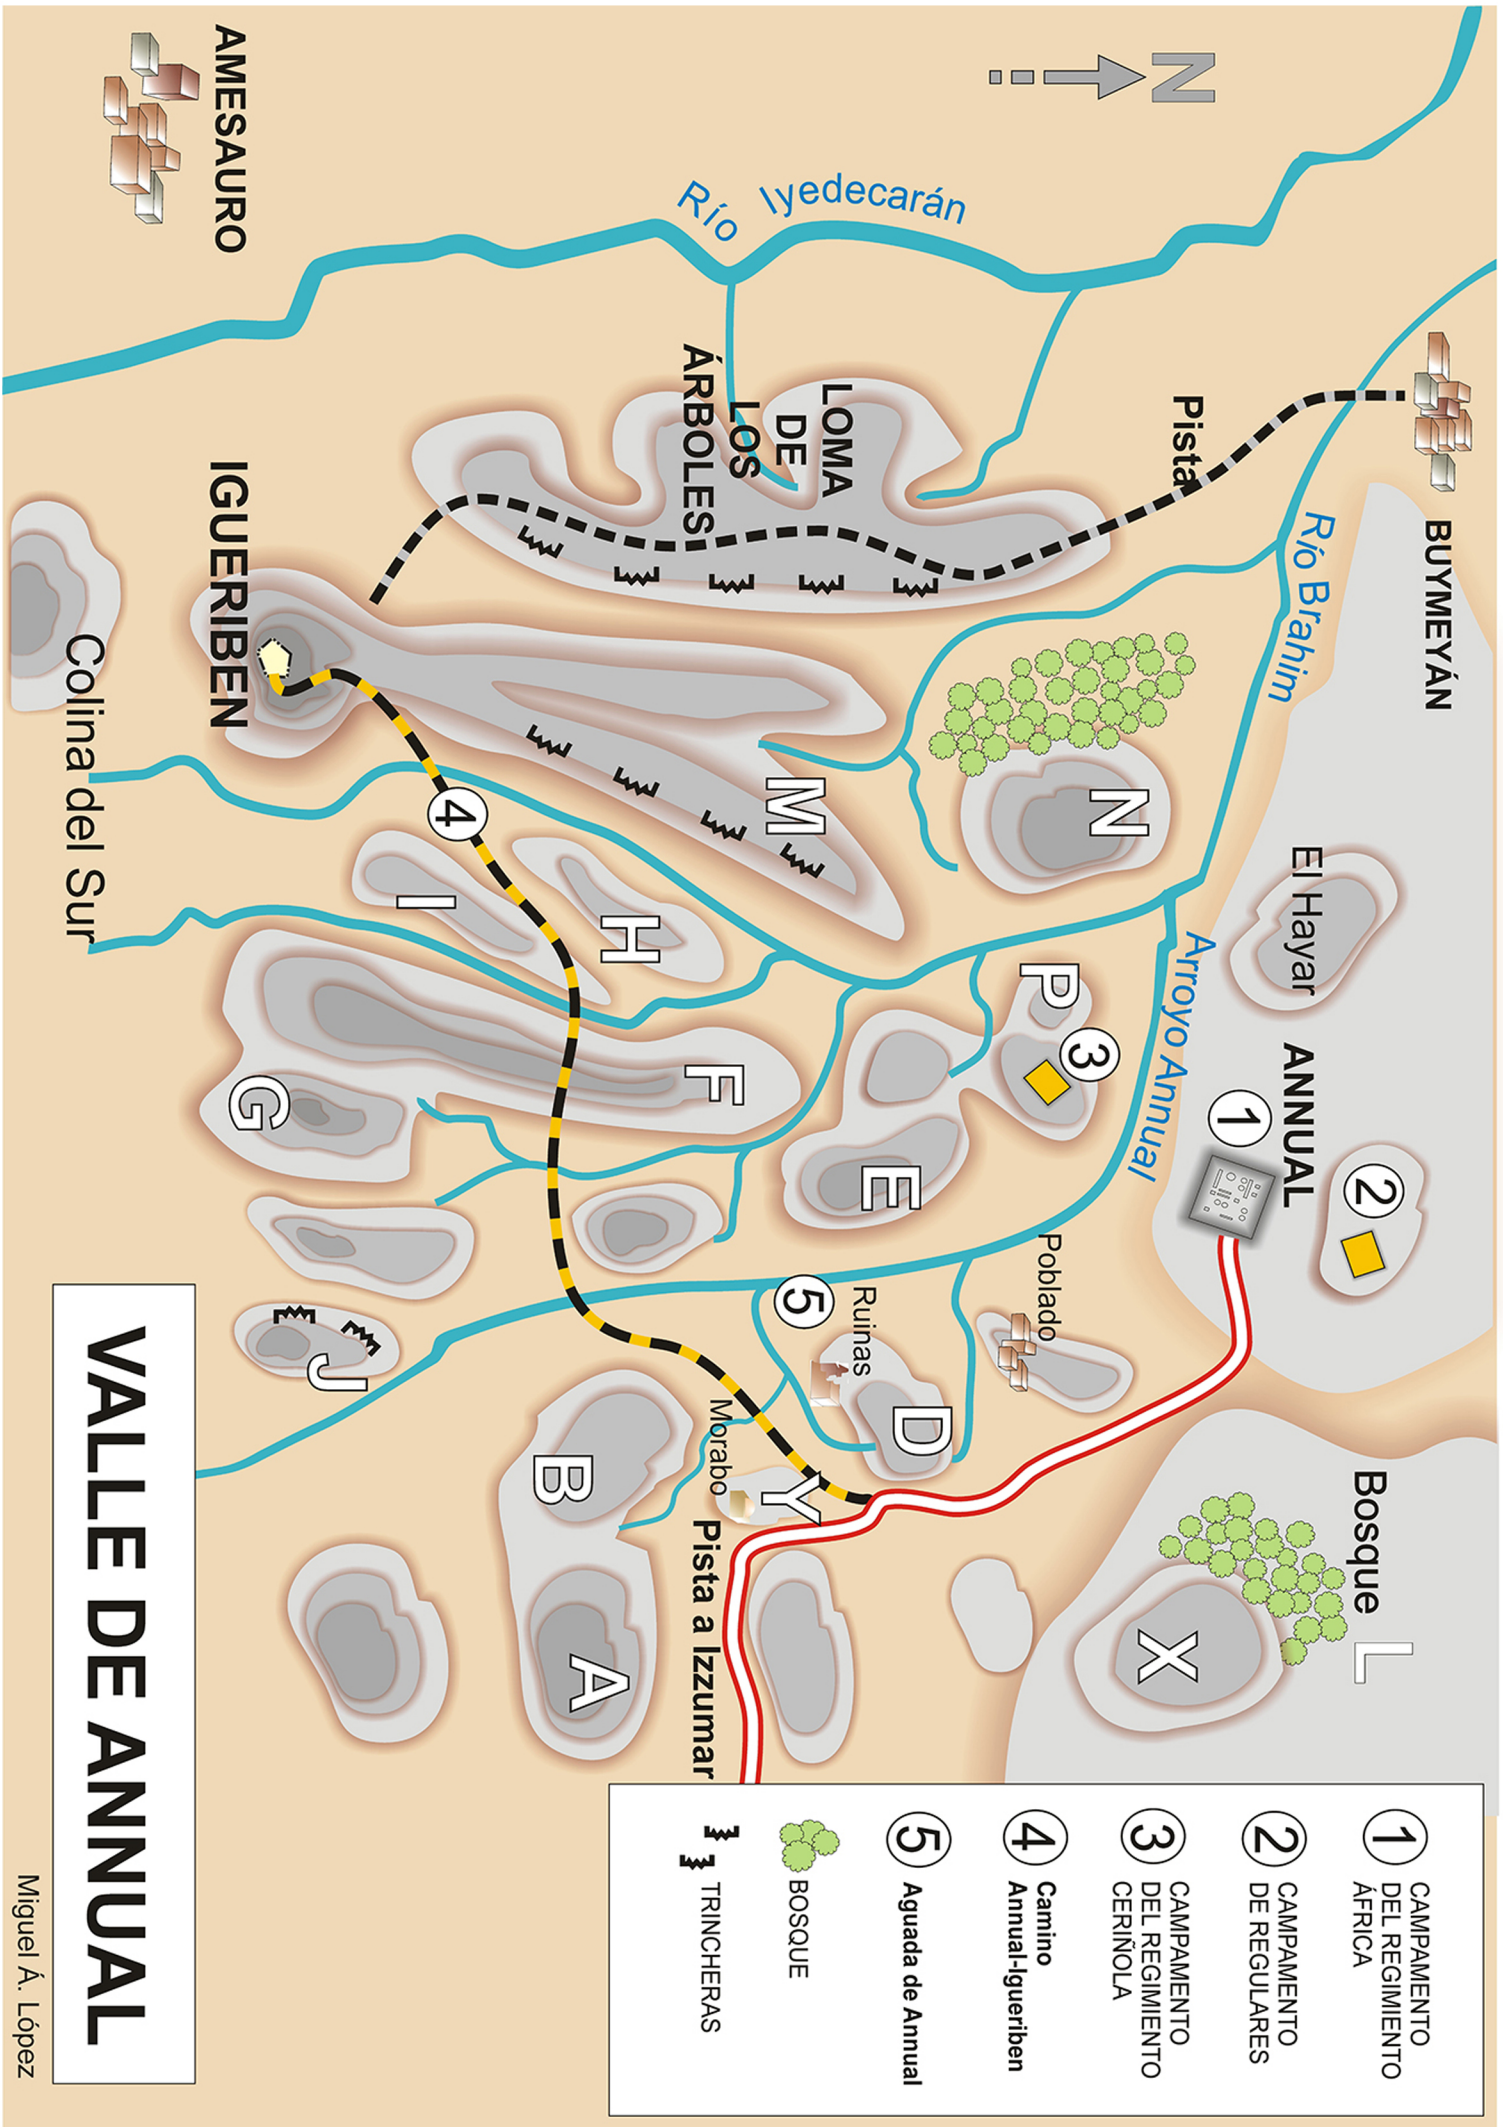 N
BUYMEYÁN
Pista
Río Brahim
El Hayar
Río Iyedecarán
AMESAURO
LOMA
DE
LOS
ÁRBOLES
IGUERIBEN
Colina del Sur
N
M
4
H
I
G
F
P
3
E
Arroyo Annual
ANNUAL
1
2
Poblado
Ruinas
5
D
Morabo
Y
J
B
A
Pista a Izzumar
Bosque
L
X
1
CAMPAMENTO
DEL REGIMIENTO
ÁFRICA
2
CAMPAMENTO
DE REGULARES
3
CAMPAMENTO
DEL REGIMIENTO
CERIÑOLA
4
Camino
Annual-Igueriben
5
Aguada de Annual
BOSQUE
TRINCHERAS
VALLE DE ANNUAL
Miguel Á. López